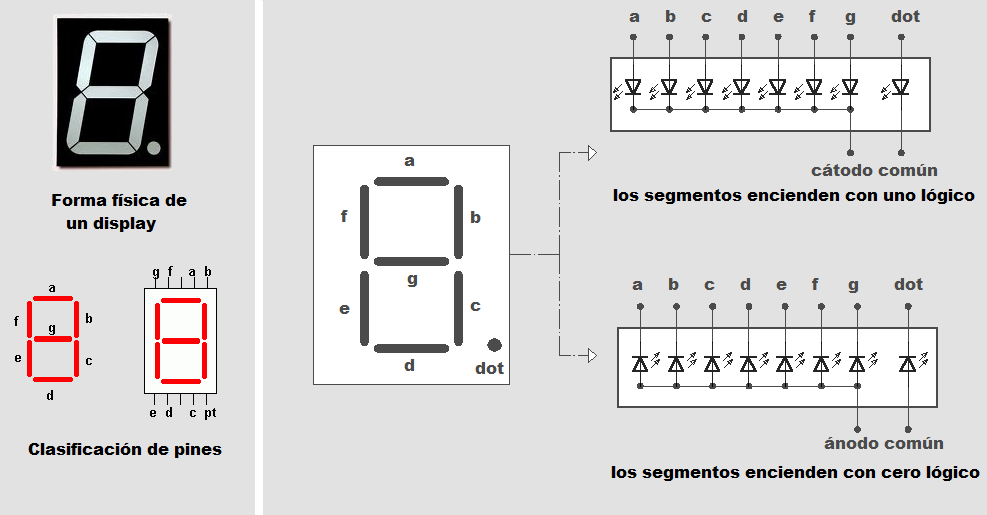 Forma física de
un display
a
f
b
g
e
c
d
g f a b
e d c pt
Clasificación de pines
a
f
b
g
e
c
d
dot
a b c d e f g dot
cátodo común
los segmentos encienden con uno lógico
a b c d e f g dot
ánodo común
los segmentos encienden con cero lógico